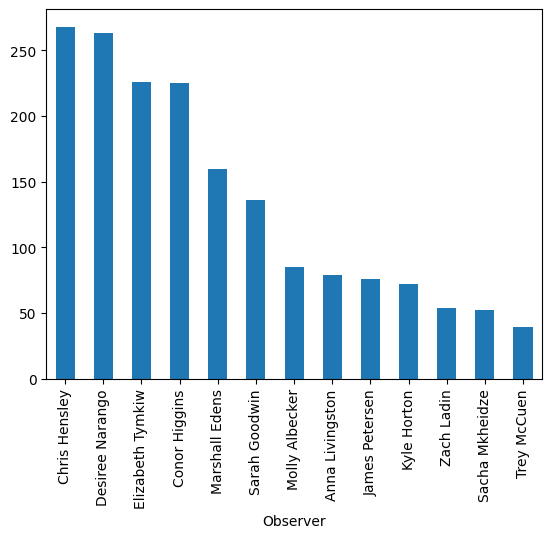 250
200
150
100
50
0
Chris Hensley
Desiree Narango
Elizabeth Tymkiw
Conor Higgins
Marshall Edens
Sarah Goodwin
Molly Albecker
Anna Livingston
James Petersen
Kyle Horton
Zach Ladin
Sacha Mkheidze
Trey McCuen
Observer